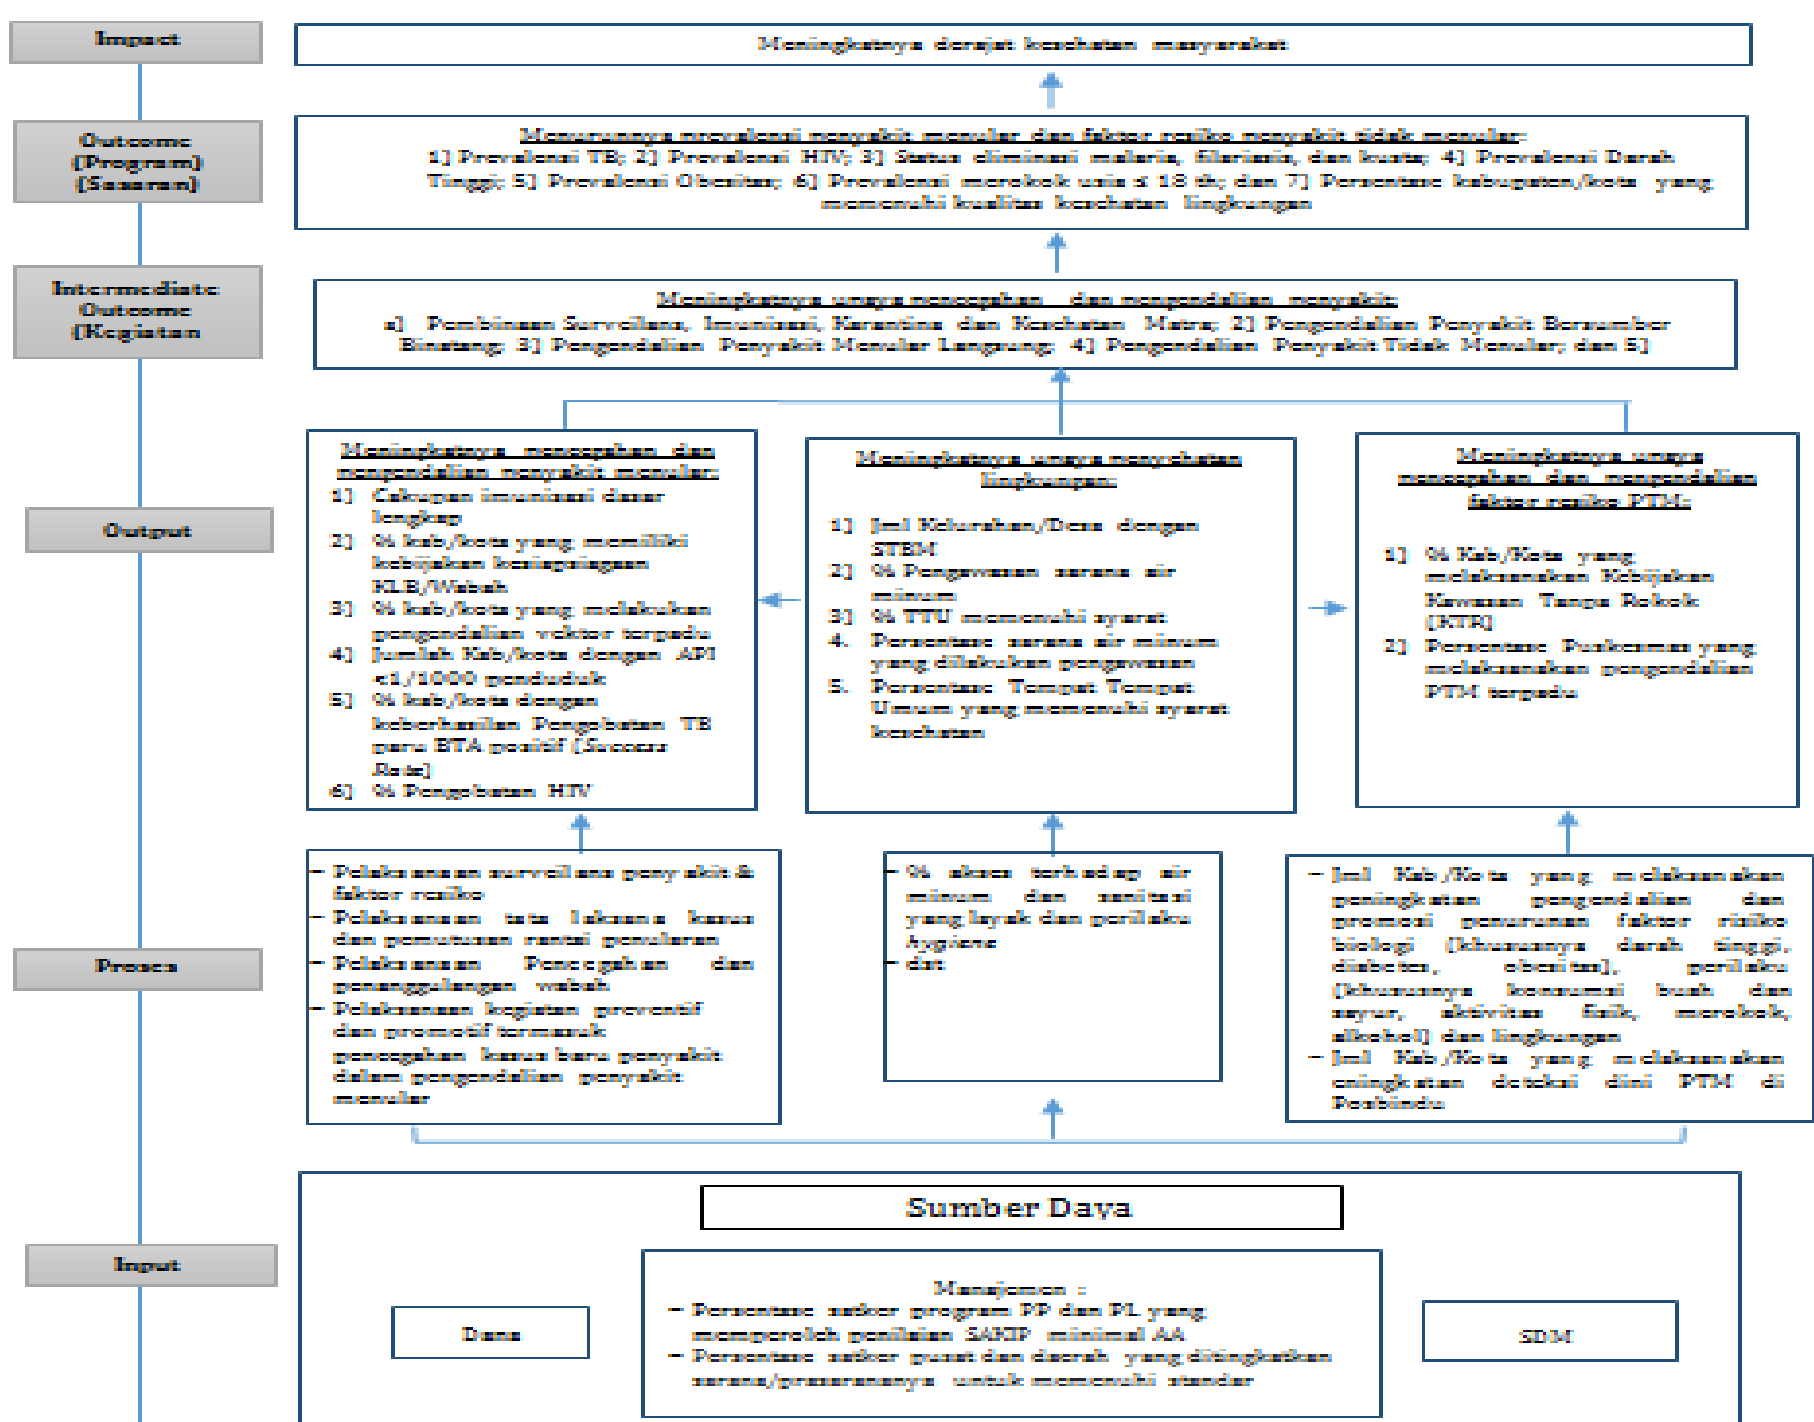 Impact
Meningkatnya derajat kesehatan masyarakat
Outcome
(Program)
(Sasaran)
Menurunnya prevalensi penyakit menular dan faktor resiko penyakit tidak menular:
1) Prevalensi TB; 2) Prevalensi HIV; 3) Status eliminasi malaria, filariasis, dan kusta; 4) Prevalensi Darah
Tinggi; 5) Prevalensi Obesitas; 6) Prevalensi merokok usia ≤ 18 th; dan 7) Persentase kabupaten/kota yang
memenuhi kualitas kesehatan lingkungan
Intermediate
Outcome
(Kegiatan
Meningkatnya upaya pencegahan dan pengendalian penyakit:
a) Pembinaan Surveilans, Imunisasi, Karantina dan Kesehatan Matra; 2) Pengendalian Penyakit Bersumber
Binatang; 3) Pengendalian Penyakit Menular Langsung; 4) Pengendalian Penyakit Tidak Menular; dan 5)
Output
Meningkatnya pencegahan dan
pengendalian penyakit menular:
1) Cakupan imunisasi dasar
lengkap
2) % kab/kota yang memiliki
kebijakan kesiapsiagaan
KLB/Wabah
3) % kab/kota yang melakukan
pengendalian vektor terpadu
4) Jumlah Kab/kota dengan API
<1/1000 penduduk
5) % kab/kota dengan
keberhasilan Pengobatan TB
paru BTA positif (Success
Rate)
6) % Pengobatan HIV
Meningkatnya upaya penyehatan
lingkungan:
1) Jml Kelurahan/Desa dengan
STBM
2) % Pengawasan sarana air
minum
3) % TTU memenuhi syarat
4. Persentase sarana air minum
yang dilakukan pengawasan
5. Persentase Tempat Tempat
Umum yang memenuhi syarat
kesehatan
Meningkatnya upaya
pencegahan dan pengendalian
faktor resiko PTM:
1) % Kab/Kota yang
melaksanakan Kebijakan
Kawasan Tanpa Rokok
(KTR)
2) Persentase Puskesmas yang
melaksanakan pengendalian
PTM terpadu
Proses
− Pelaksanaan surveilans penyakit &
faktor resiko
− Pelaksanaan tata laksana kasus
dan pemutusan rantai penularan
− Pelaksanaan Pencegahan dan
penanggulangan wabah
− Pelaksanaan kegiatan preventif
dan promotif termasuk
pencegahan kasus baru penyakit
dalam pengendalian penyakit
menular
− % akses terhadap air
minum dan sanitasi
yang layak dan perilaku
hygiene
− dst
− Jml Kab/Kota yang melaksanakan
peningkatan pengendalian dan
promosi penurunan faktor risiko
biologi (khususnya darah tinggi,
diabetes, obesitas), perilaku
(khususnya konsumsi buah dan
sayur, aktivitas fisik, merokok,
alkohol) dan lingkungan
− Jml Kab/Kota yang melaksanakan
eningkatan deteksi dini PTM di
Posbindu
Input
Sumber Daya
Dana
Manajemen :
− Persentase satker program PP dan PL yang
memperoleh penilaian SAKIP minimal AA
− Persentase satker pusat dan daerah yang ditingkatkan
sarana/prasarananya untuk memenuhi standar
SDM